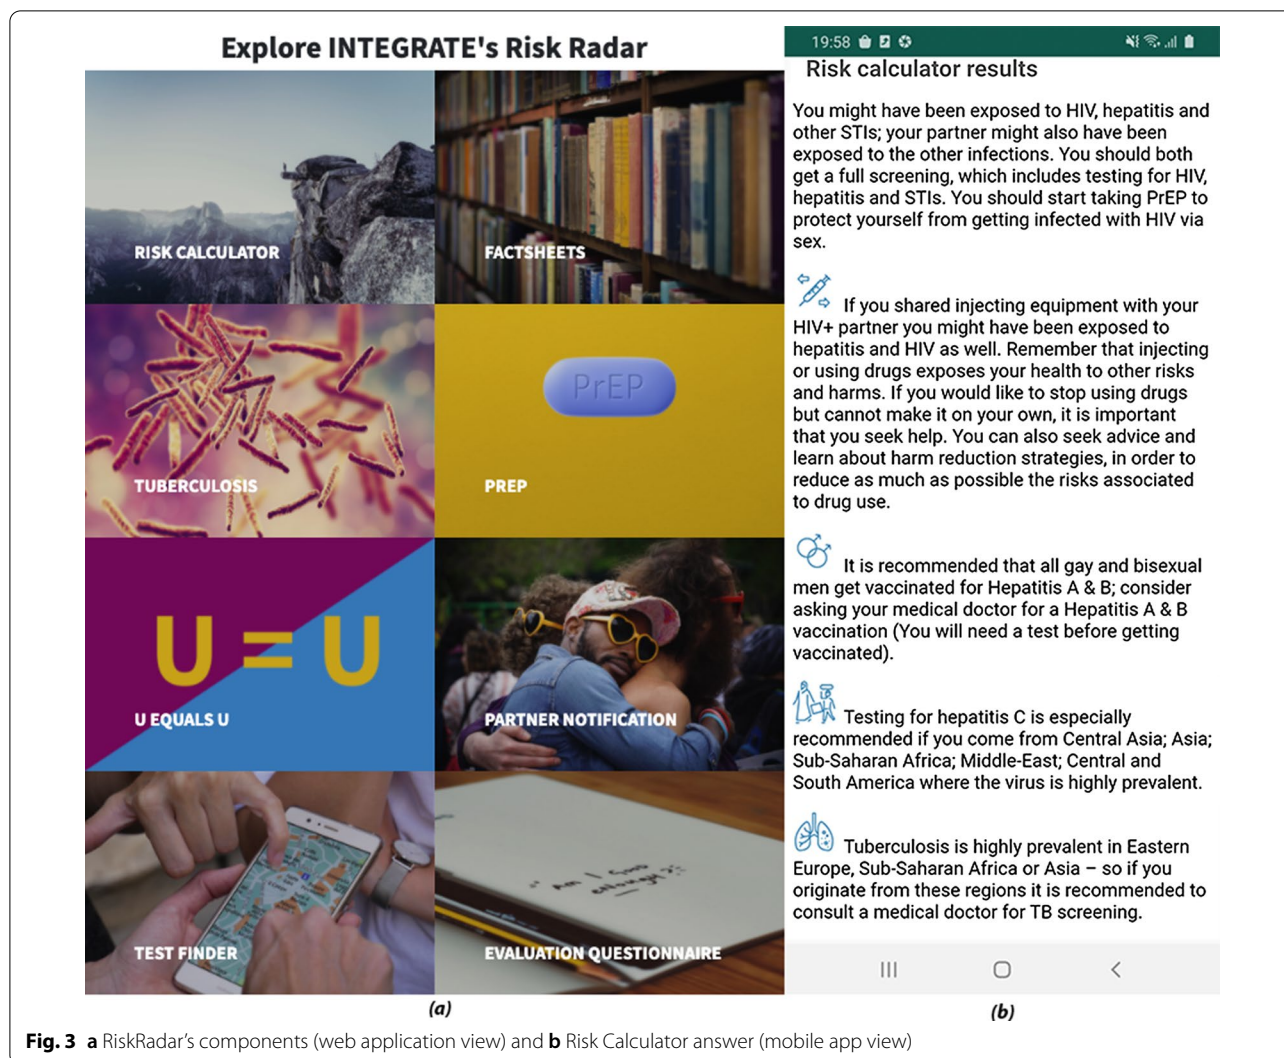 Explore INTEGRATE's Risk Radar
RISK CALCULATOR
FACTSHEETS
TUBERCULOSIS
PrEP
PREP
U = U
U EQUALS U
PARTNER NOTIFICATION
TEST FINDER
Am I Good
enough?
EVALUATION QUESTIONNAIRE
(a)
19:58
Risk calculator results
You might have been exposed to HIV, hepatitis and
other STIs; your partner might also have been
exposed to the other infections. You should both
get a full screening, which includes testing for HIV,
hepatitis and STIs. You should start taking PrEP to
protect yourself from getting infected with HIV via
sex.
If you shared injecting equipment with your
HIV+ partner you might have been exposed to
hepatitis and HIV as well. Remember that injecting
or using drugs exposes your health to other risks
and harms. If you would like to stop using drugs
but cannot make it on your own, it is important
that you seek help. You can also seek advice and
learn about harm reduction strategies, in order to
reduce as much as possible the risks associated
to drug use.
It is recommended that all gay and bisexual
men get vaccinated for Hepatitis A & B; consider
asking your medical doctor for a Hepatitis A & B
vaccination (You will need a test before getting
vaccinated).
Testing for hepatitis C is especially
recommended if you come from Central Asia; Asia;
Sub-Saharan Africa; Middle-East; Central and
South America where the virus is highly prevalent.
Tuberculosis is highly prevalent in Eastern
Europe, Sub-Saharan Africa or Asia – so if you
originate from these regions it is recommended to
consult a medical doctor for TB screening.
(b)
Fig. 3 a RiskRadar's components (web application view) and b Risk Calculator answer (mobile app view)